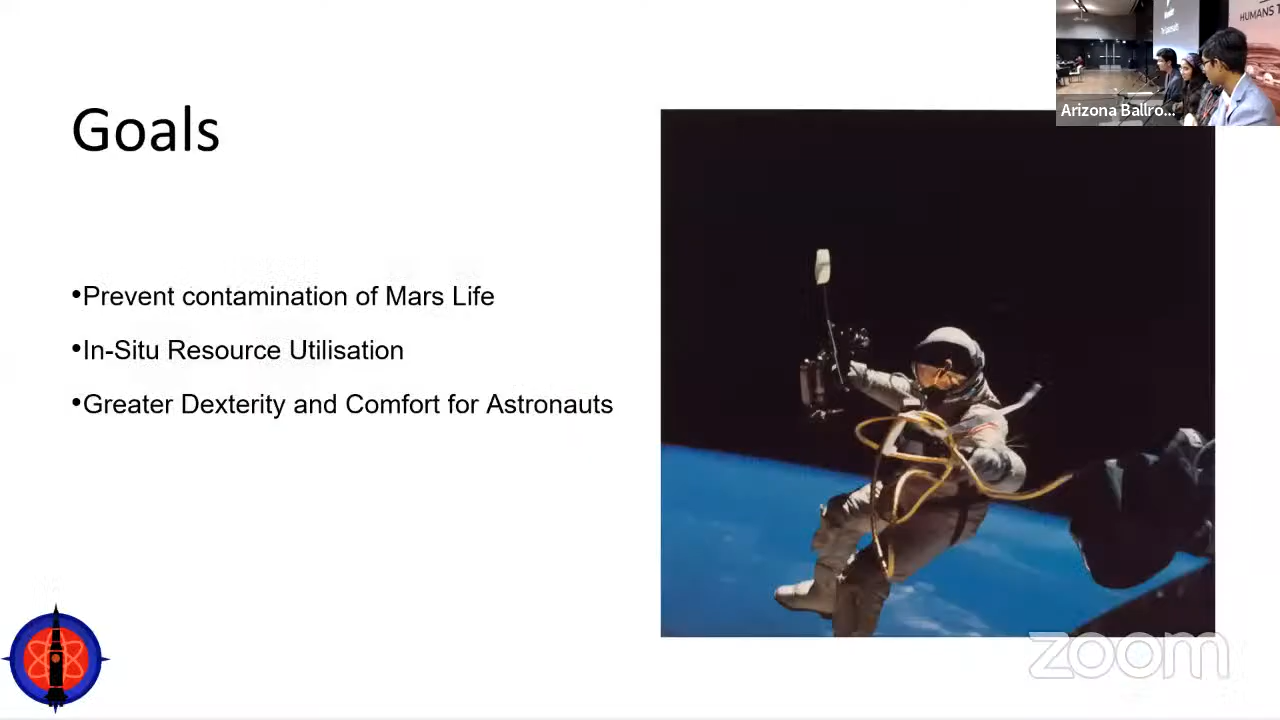 HUMANS T
Arizona Ballro...
Goals
•Prevent contamination of Mars Life
•In-Situ Resource Utilisation
•Greater Dexterity and Comfort for Astronauts
zoom